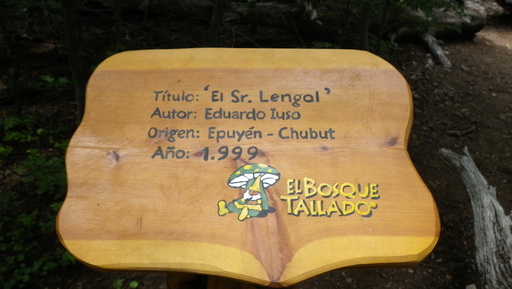 Título: 'El Sr. Lengal'
Autor: Eduardo Iuso
Origen: Epuyén - Chubut
Año: 1.999
EL BOSQUE
TALLADO